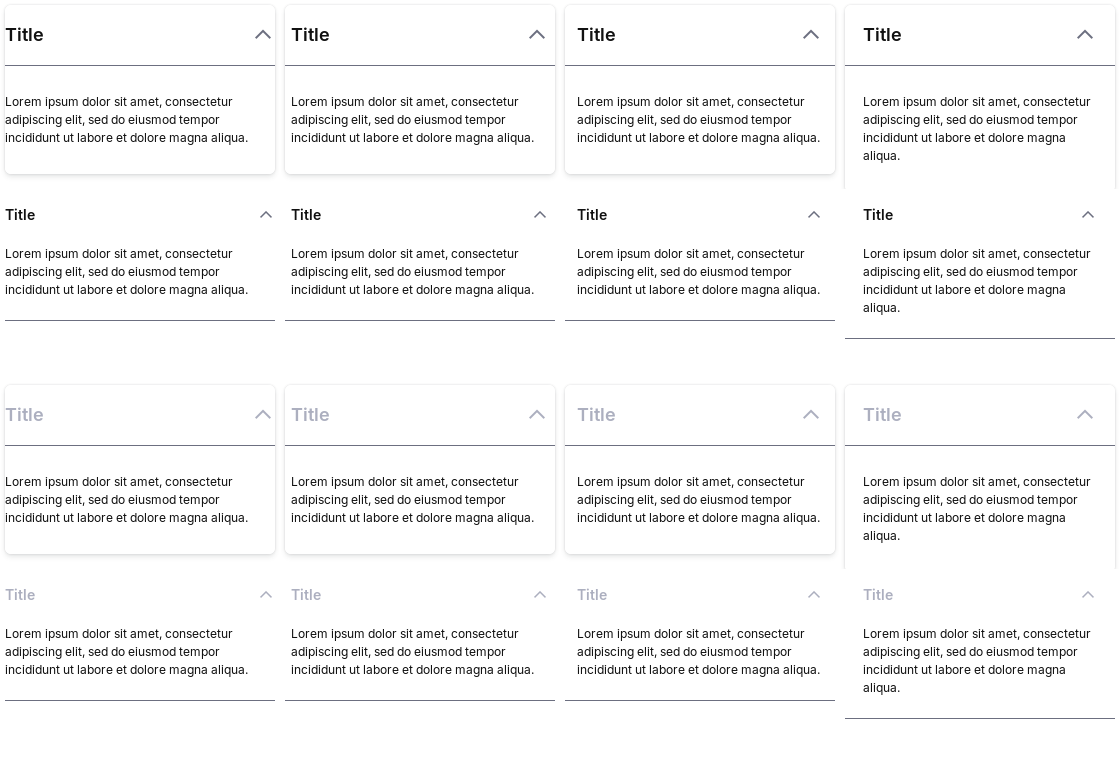 Title
Lorem ipsum dolor sit amet, consectetur
adipiscing elit, sed do eiusmod tempor
incididunt ut labore et dolore magna aliqua.
Title
Lorem ipsum dolor sit amet, consectetur
adipiscing elit, sed do eiusmod tempor
incididunt ut labore et dolore magna aliqua.
Title
Lorem ipsum dolor sit amet, consectetur
adipiscing elit, sed do eiusmod tempor
incididunt ut labore et dolore magna aliqua.
Title
Lorem ipsum dolor sit amet, consectetur
adipiscing elit, sed do eiusmod tempor
incididunt ut labore et dolore magna
aliqua.
Title
Lorem ipsum dolor sit amet, consectetur
adipiscing elit, sed do eiusmod tempor
incididunt ut labore et dolore magna aliqua.
Title
Lorem ipsum dolor sit amet, consectetur
adipiscing elit, sed do eiusmod tempor
incididunt ut labore et dolore magna aliqua.
Title
Lorem ipsum dolor sit amet, consectetur
adipiscing elit, sed do eiusmod tempor
incididunt ut labore et dolore magna aliqua.
Title
Lorem ipsum dolor sit amet, consectetur
adipiscing elit, sed do eiusmod tempor
incididunt ut labore et dolore magna
aliqua.
Title
Lorem ipsum dolor sit amet, consectetur
adipiscing elit, sed do eiusmod tempor
incididunt ut labore et dolore magna aliqua.
Title
Lorem ipsum dolor sit amet, consectetur
adipiscing elit, sed do eiusmod tempor
incididunt ut labore et dolore magna aliqua.
Title
Lorem ipsum dolor sit amet, consectetur
adipiscing elit, sed do eiusmod tempor
incididunt ut labore et dolore magna aliqua.
Title
Lorem ipsum dolor sit amet, consectetur
adipiscing elit, sed do eiusmod tempor
incididunt ut labore et dolore magna
aliqua.
Title
Lorem ipsum dolor sit amet, consectetur
adipiscing elit, sed do eiusmod tempor
incididunt ut labore et dolore magna aliqua.
Title
Lorem ipsum dolor sit amet, consectetur
adipiscing elit, sed do eiusmod tempor
incididunt ut labore et dolore magna aliqua.
Title
Lorem ipsum dolor sit amet, consectetur
adipiscing elit, sed do eiusmod tempor
incididunt ut labore et dolore magna aliqua.
Title
Lorem ipsum dolor sit amet, consectetur
adipiscing elit, sed do eiusmod tempor
incididunt ut labore et dolore magna
aliqua.